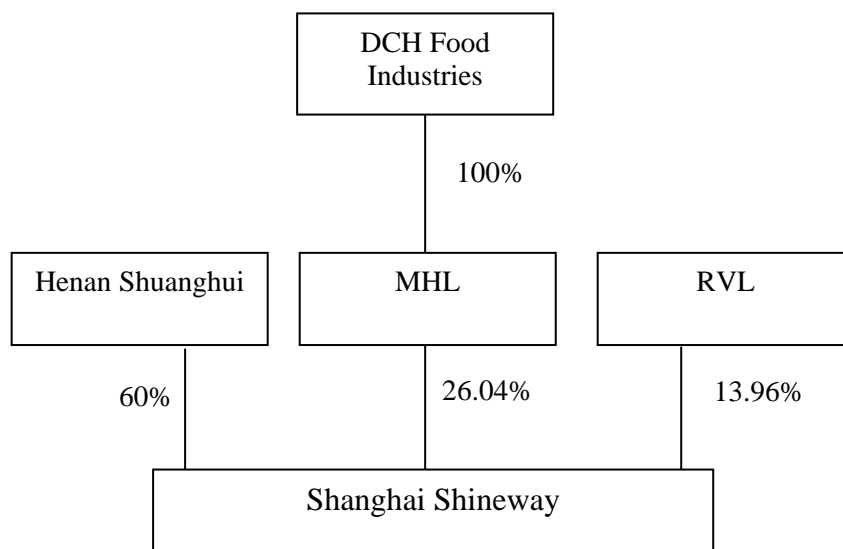 DCH Food
Industries
100%
Henan Shuanghui
MHL
RVL
60%
26.04%
13.96%
Shanghai Shineway